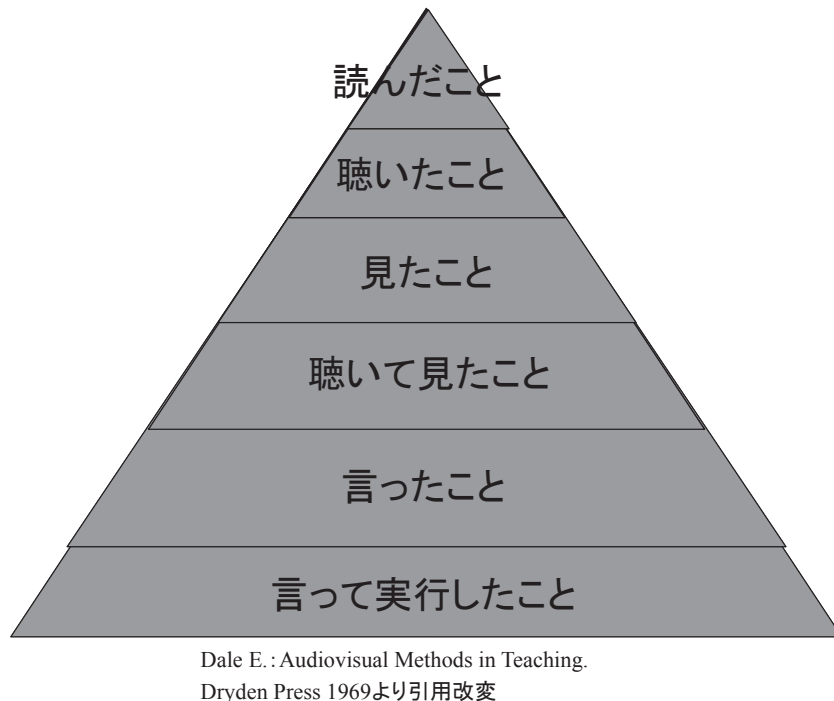 読んだこと
聴いたこと
見たこと
聴いて見たこと
言ったこと
言って実行したこと
Dale E.：Audiovisual Methods in Teaching.
Dryden Press 1969より引用改変